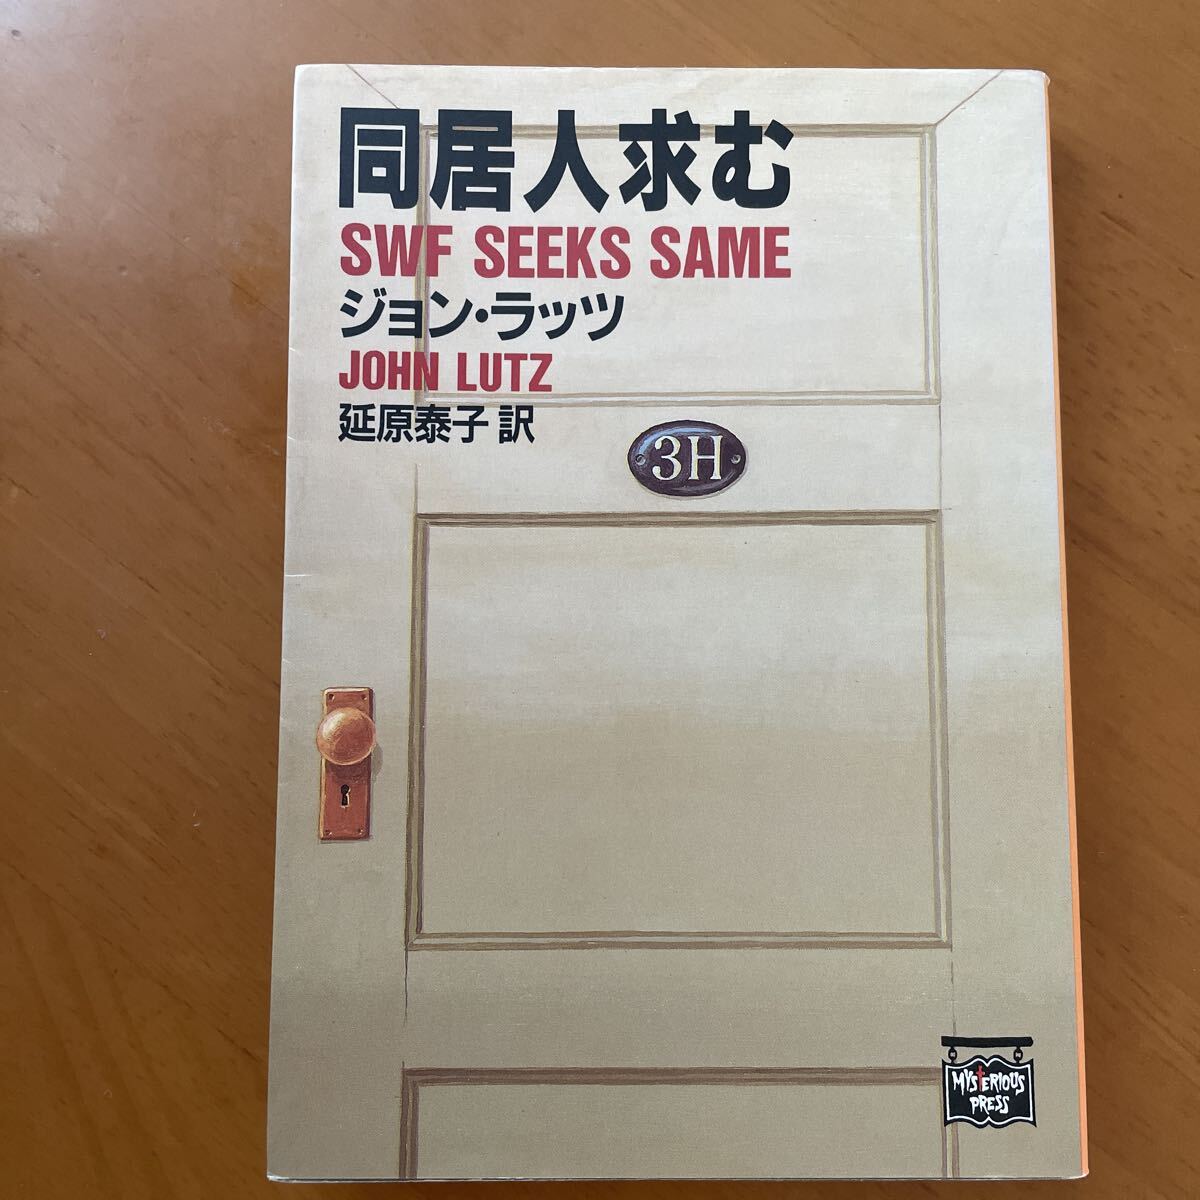 同居人求む
SWF SEEKS SAME
ジョン・ラッツ
JOHN LUTZ
延原泰子 訳
3H
MYSTERIOUS
PRESS